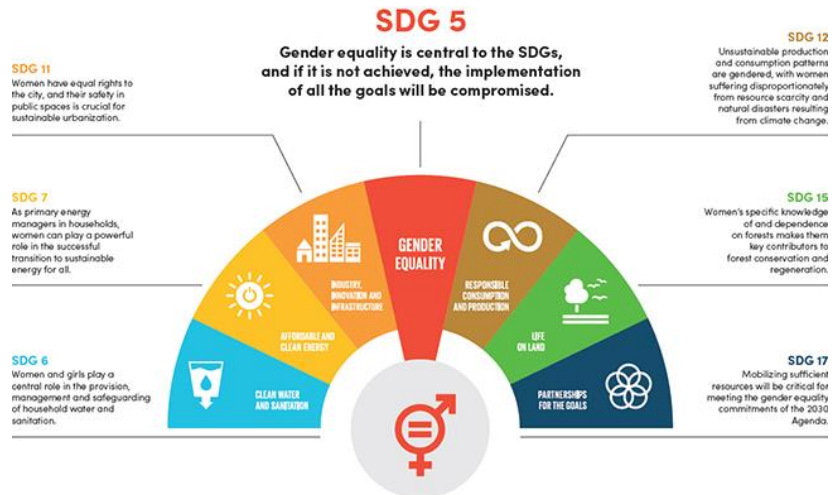 SDG 5
Gender equality is central to the SDGs,
and if it is not achieved, the implementation
of all the goals will be compromised.
SDG 11
Women have equal rights to
the city, and their safety in
public spaces is crucial for
sustainable urbanization.
SDG 12
Unsustainable production
and consumption patterns
are gendered, with women
suffering disproportionately
from resource scarcity and
natural disasters resulting
from climate change.
SDG 7
As primary energy
managers in households,
women can play a powerful
role in the successful
transition to sustainable
energy for all.
SDG 15
Women's specific knowledge
of and dependence
on forests makes them
key contributors to
forest conservation and
regeneration.
SDG 6
Women and girls play a
central role in the provision,
management and safeguarding
of household water and
sanitation.
SDG 17
Mobilizing sufficient
resources will be critical for
meeting the gender equality
commitments of the 2030
Agenda.
CLEAN WATER
AND SANITATION
AFFORDABLE AND
CLEAN ENERGY
INDUSTRY,
INNOVATION AND
INFRASTRUCTURE
GENDER
EQUALITY
RESPONSIBLE
CONSUMPTION
AND PRODUCTION
LIFE
ON LAND
PARTNERSHIPS
FOR THE GOALS